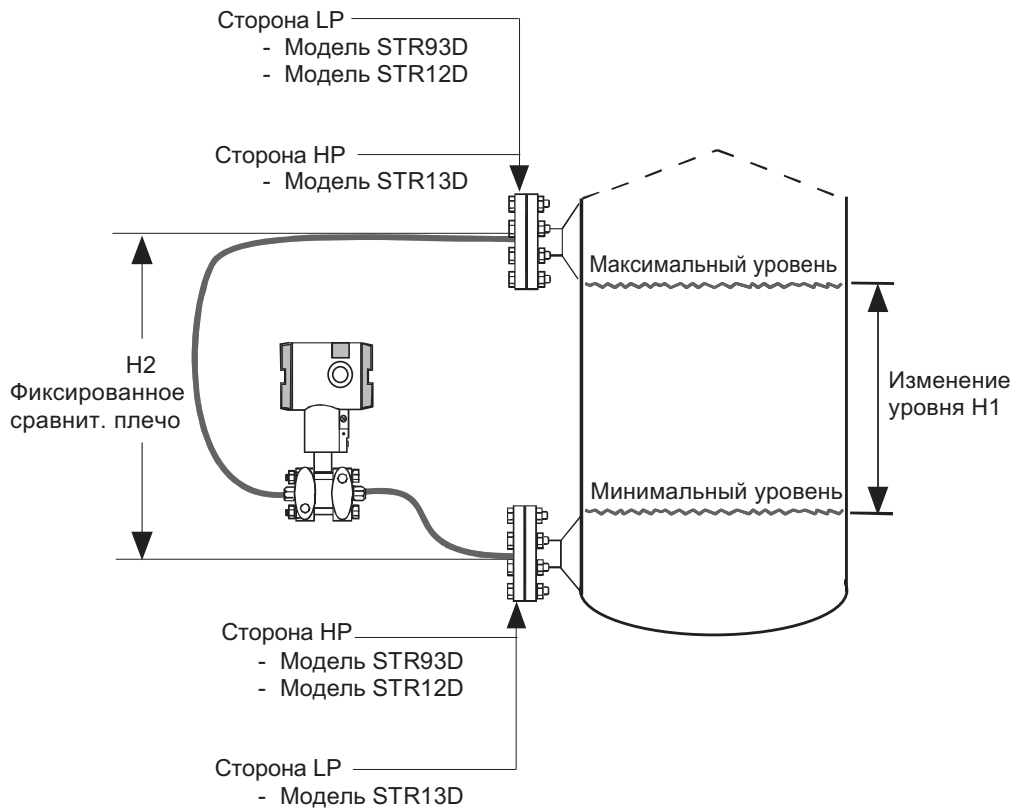 Сторона LP
- Модель STR93D
- Модель STR12D
Сторона HP
- Модель STR13D
Максимальный уровень
H2
Фиксированное
сравнит. плечо
Изменение
уровня H1
Минимальный уровень
Сторона HP
- Модель STR93D
- Модель STR12D
Сторона LP
- Модель STR13D